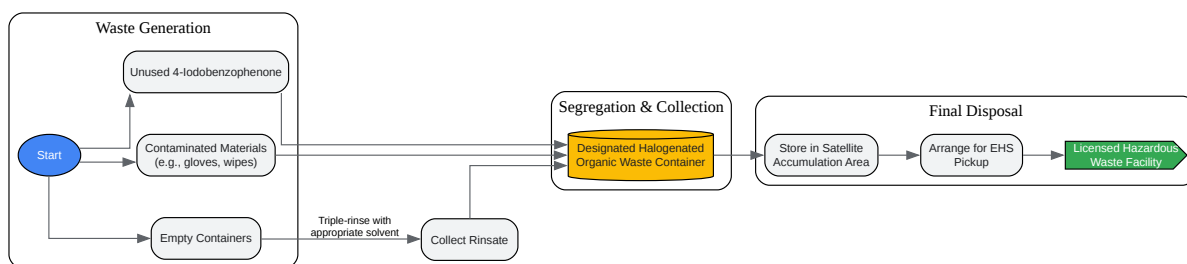 Waste Generation
Unused 4-Iodobenzophenone
Start
Contaminated Materials
(e.g., gloves, wipes)
Empty Containers
Triple-rinse with
appropriate solvent
Collect Rinsate
Segregation & Collection
Designated Halogenated
Organic Waste Container
Final Disposal
Store in Satellite
Accumulation Area
Arrange for EHS
Pickup
Licensed Hazardous
Waste Facility